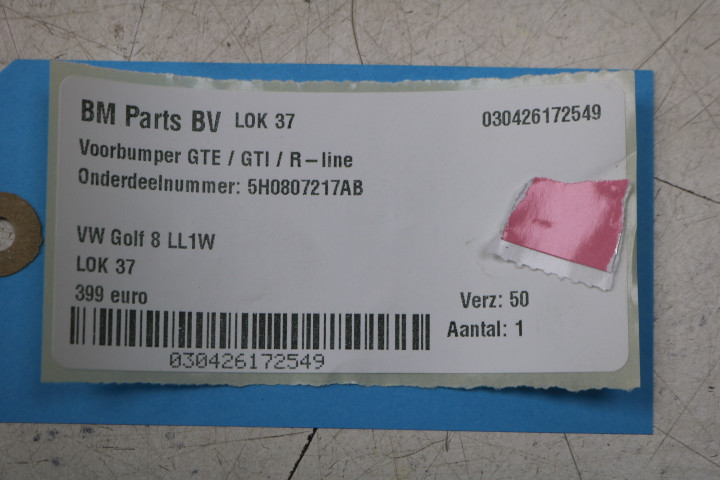 BM Parts BV LOK 37 030426172549
Voorbumper GTE / GTI / R-line
Onderdeelnummer: 5H0807217AB
VW Golf 8 LL1W
LOK 37
399 euro
Verz: 50
Aantal: 1
030426172549